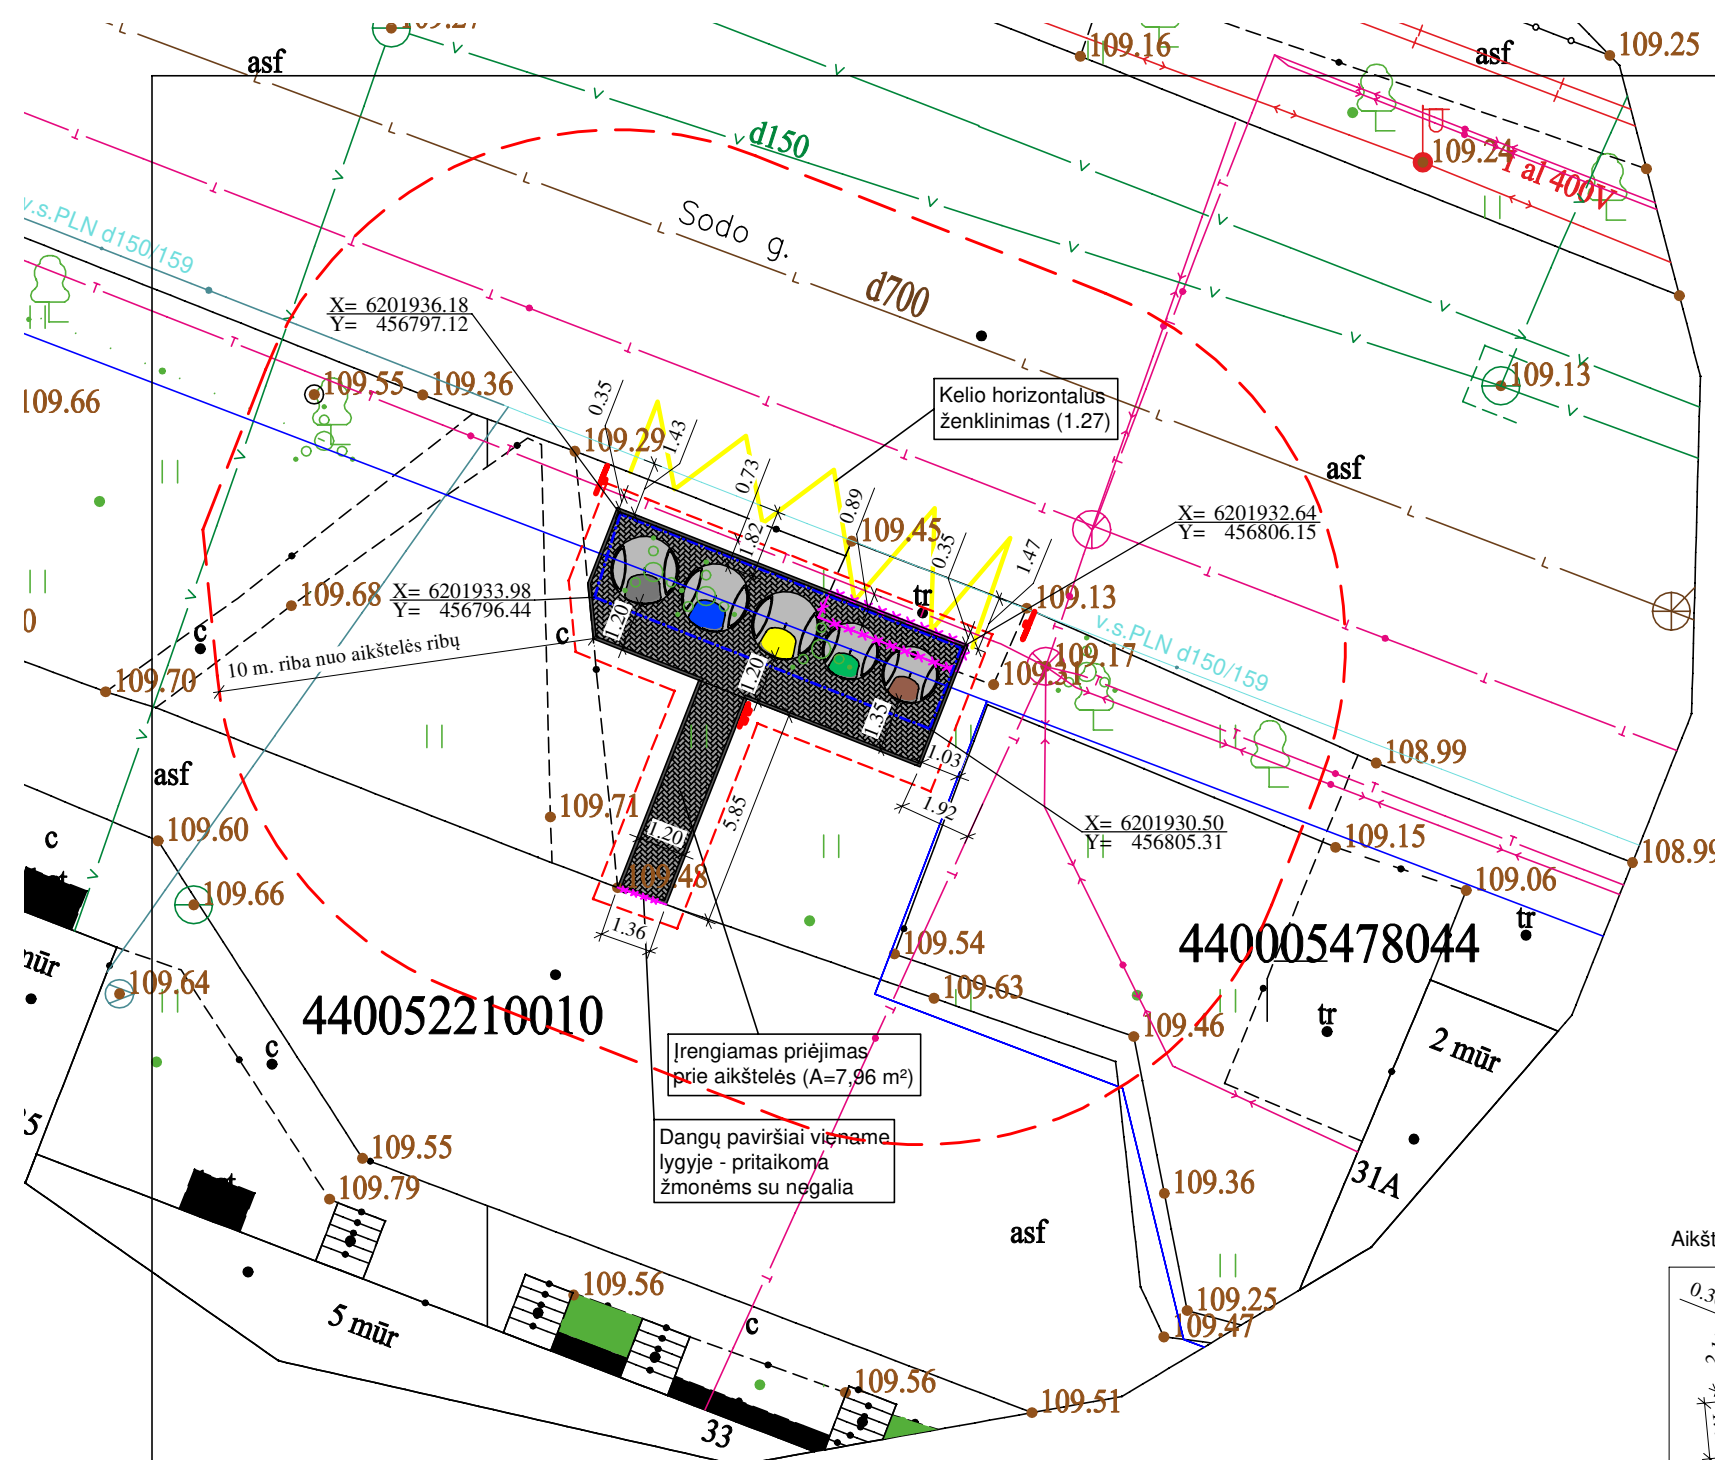 109.27
asf
109.16
asf
109.25
d150
109.24
1 al 400V
v.s.PLN d150/159
Sodo g.
d700
X= 6201936.18
Y= 456797.12
109.55
109.36
109.66
109.13
Kelio horizontalus
ženklinimas (1.27)
0.35
1.43
109.29
0.73
1.82
0.89
109.45
0.35
1.47
asf
X= 6201932.64
Y= 456806.15
X= 6201933.98
Y= 456796.44
109.68
c
c
tr
109.13
v.s.PLN d150/159
109.17
109.31
10 m. riba nuo aikštelės ribų
109.70
1.20
1.20
1.35
1.03
1.92
108.99
asf
109.71
5.85
1.20
X= 6201930.50
Y= 456805.31
109.15
108.99
109.60
c
109.48
109.06
109.66
1.36
109.54
440005478044
tr
mūr
109.64
109.63
440052210010
109.46
tr
2 mūr
c
Įrengiamas priėjimas
prie aikštelės (A=7,96 m²)
Dangų paviršiai viename
lygyje - pritaikoma
žmonėms su negalia
109.55
109.79
109.36
31A
asf
109.56
109.25
109.47
5 mūr
c
109.56
109.51
33
Aikšt